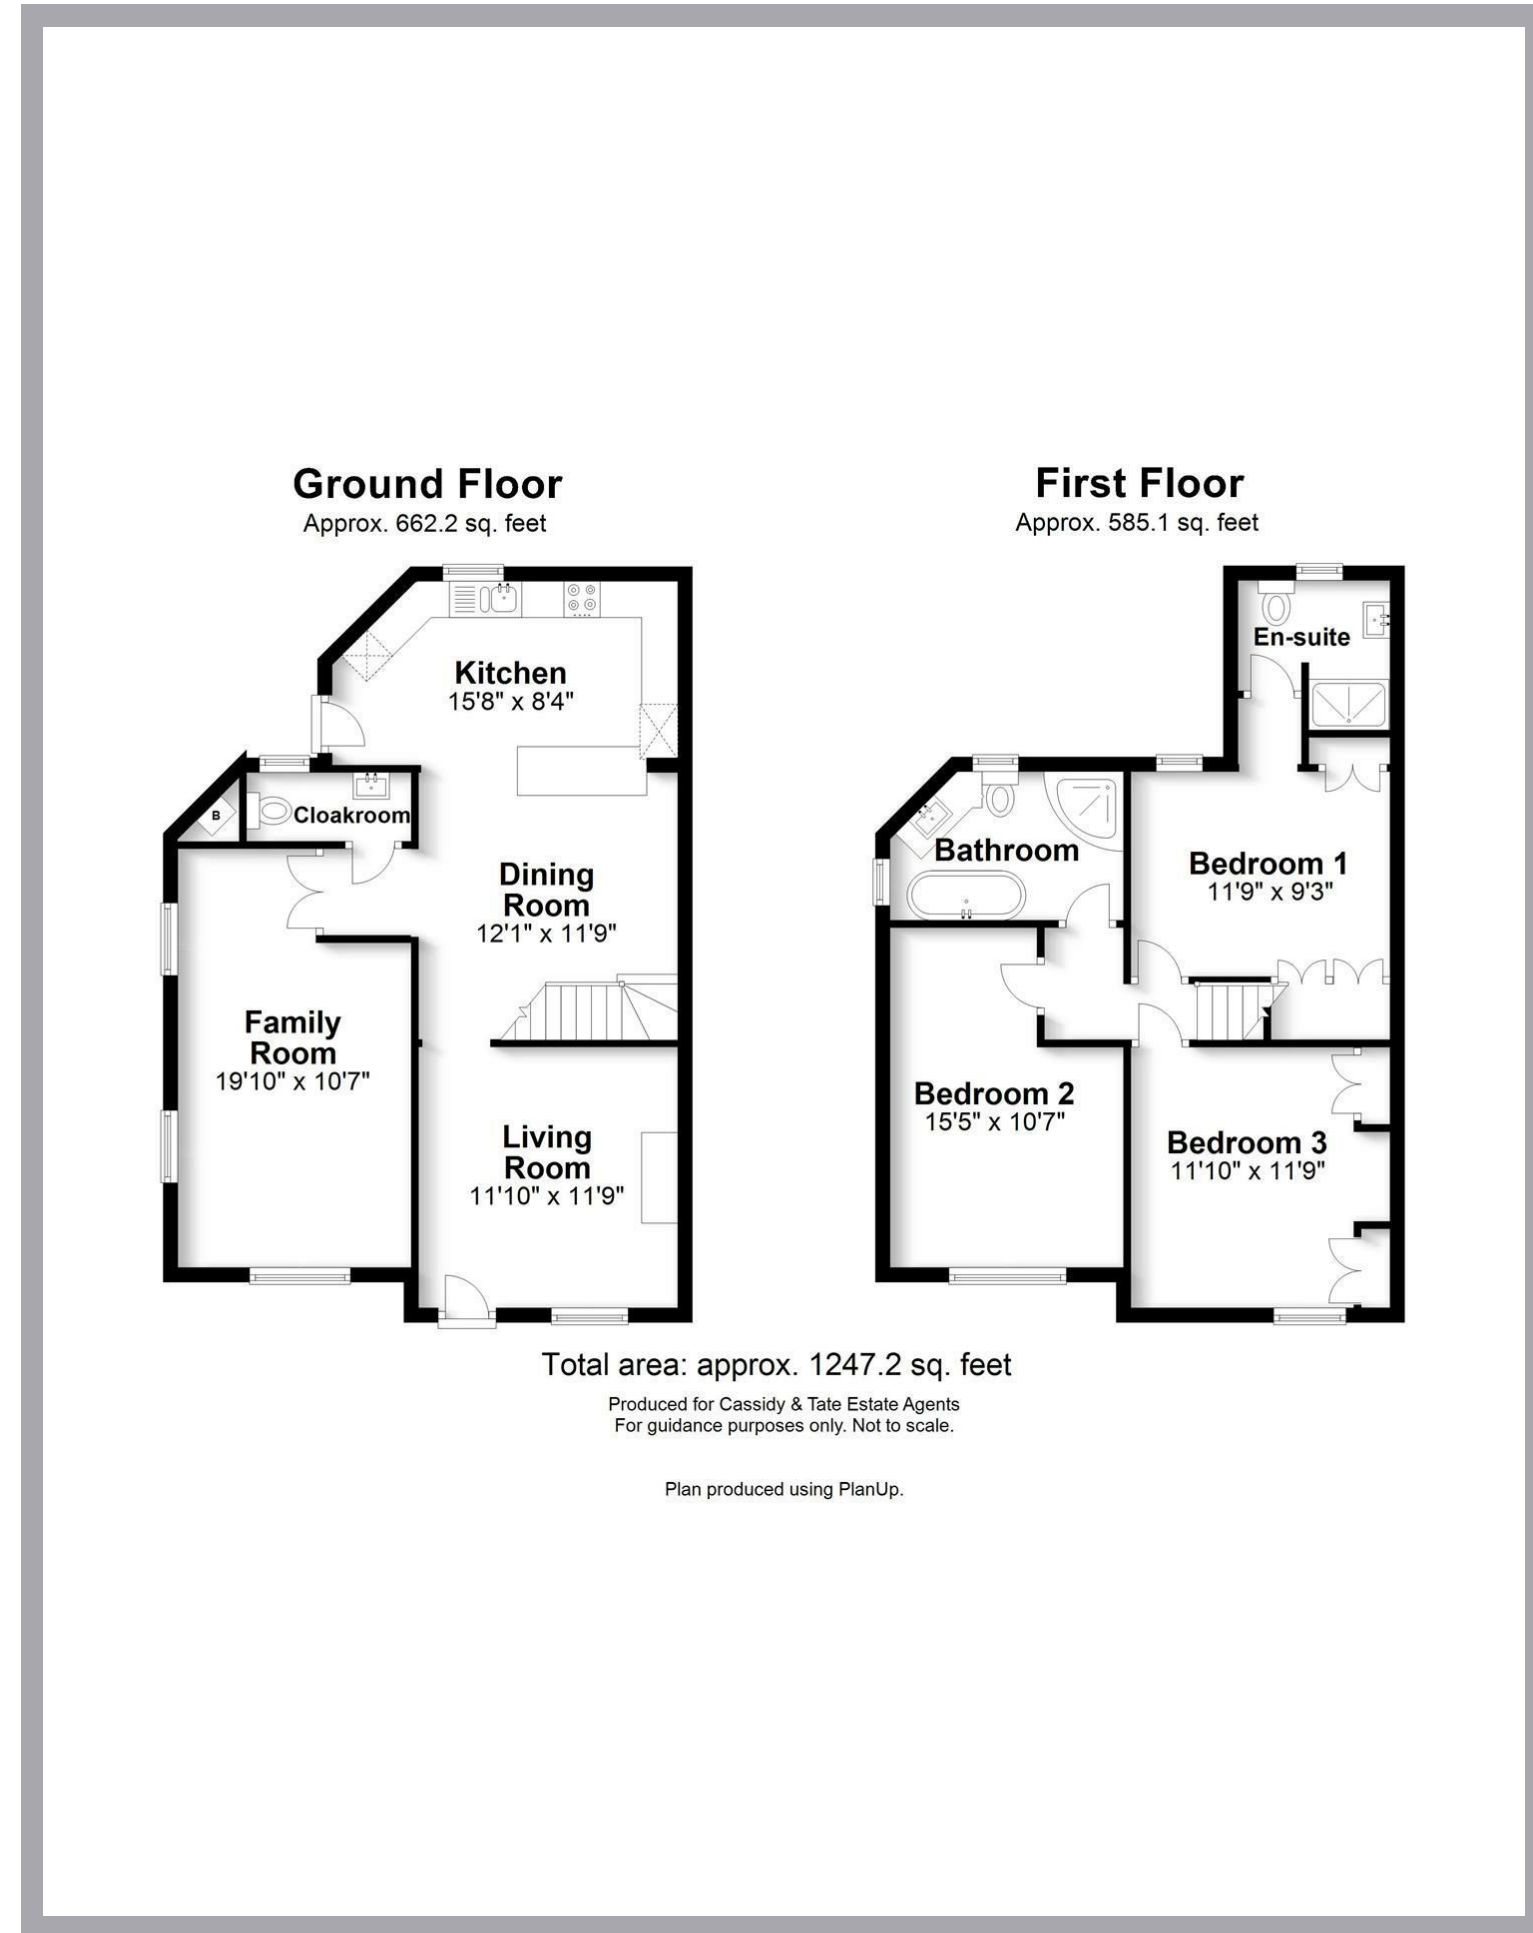 Ground Floor
Approx. 662.2 sq. feet
Kitchen
15'8" x 8'4"
Cloakroom
B
Dining
Room
12'1" x 11'9"
Family
Room
19'10" x 10'7"
Living
Room
11'10" x 11'9"
First Floor
Approx. 585.1 sq. feet
En-suite
Bathroom
Bedroom 1
11'9" x 9'3"
Bedroom 2
15'5" x 10'7"
Bedroom 3
11'10" x 11'9"
Total area: approx. 1247.2 sq. feet
Produced for Cassidy & Tate Estate Agents
For guidance purposes only. Not to scale.
Plan produced using PlanUp.